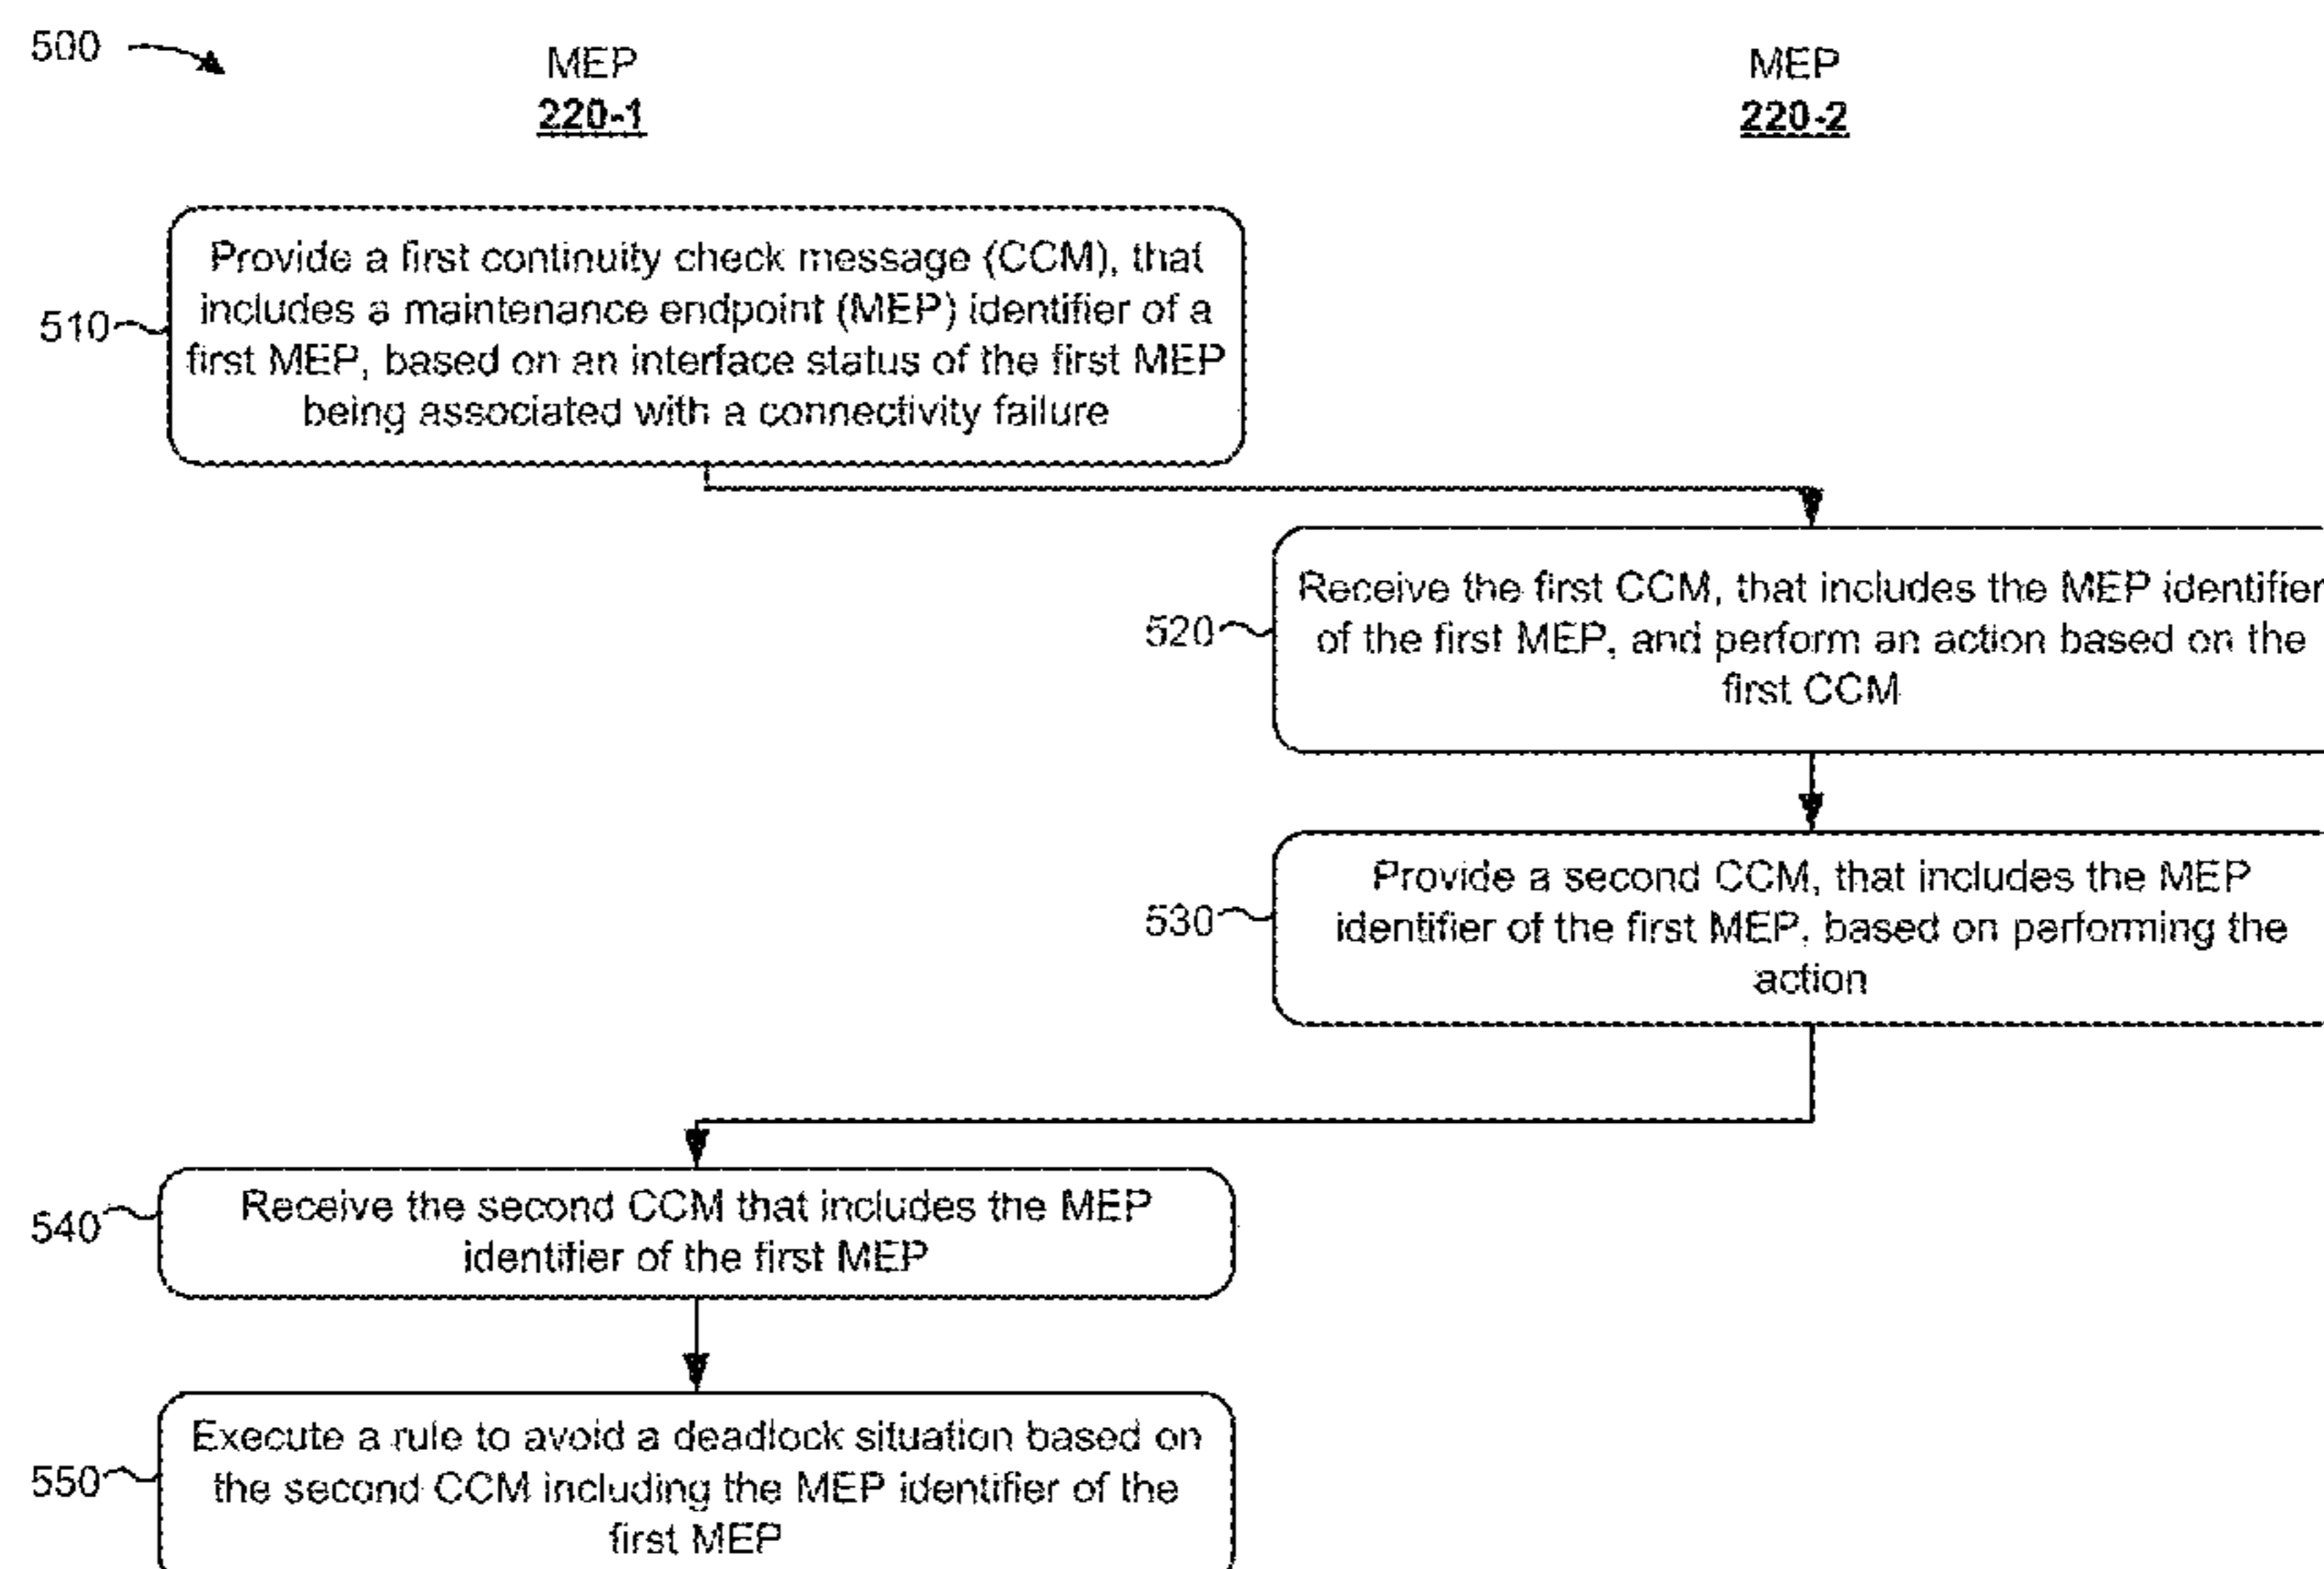 500
MEP
220-1
MEP
220-2
510
Provide a first continuity check message (CCM), that
includes a maintenance endpoint (MEP) identifier of a
first MEP, based on an interface status of the first MEP
being associated with a connectivity failure
520
Receive the first CCM, that includes the MEP identifier
of the first MEP, and perform an action based on the
first CCM
530
Provide a second CCM, that includes the MEP
identifier of the first MEP, based on performing the
action
540
Receive the second CCM that includes the MEP
identifier of the first MEP
550
Execute a rule to avoid a deadlock situation based on
the second CCM including the MEP identifier of the
first MEP